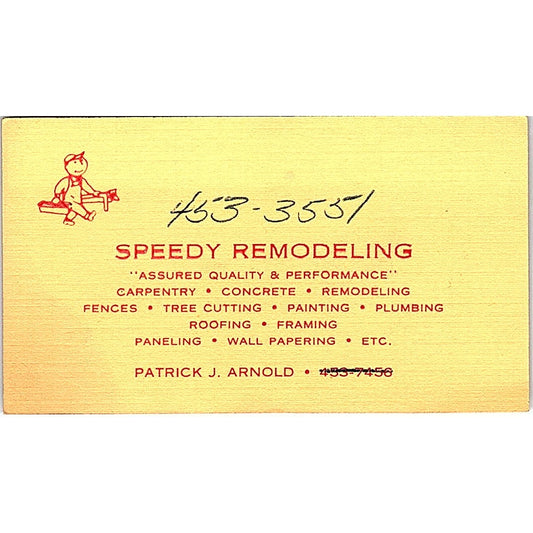 453-3551
SPEEDY REMODELING
"ASSURED QUALITY & PERFORMANCE"
CARPENTRY • CONCRETE • REMODELING
FENCES • TREE CUTTING • PAINTING • PLUMBING
ROOFING • FRAMING
PANELING • WALL PAPERING • ETC.
PATRICK J. ARNOLD • 453-7456